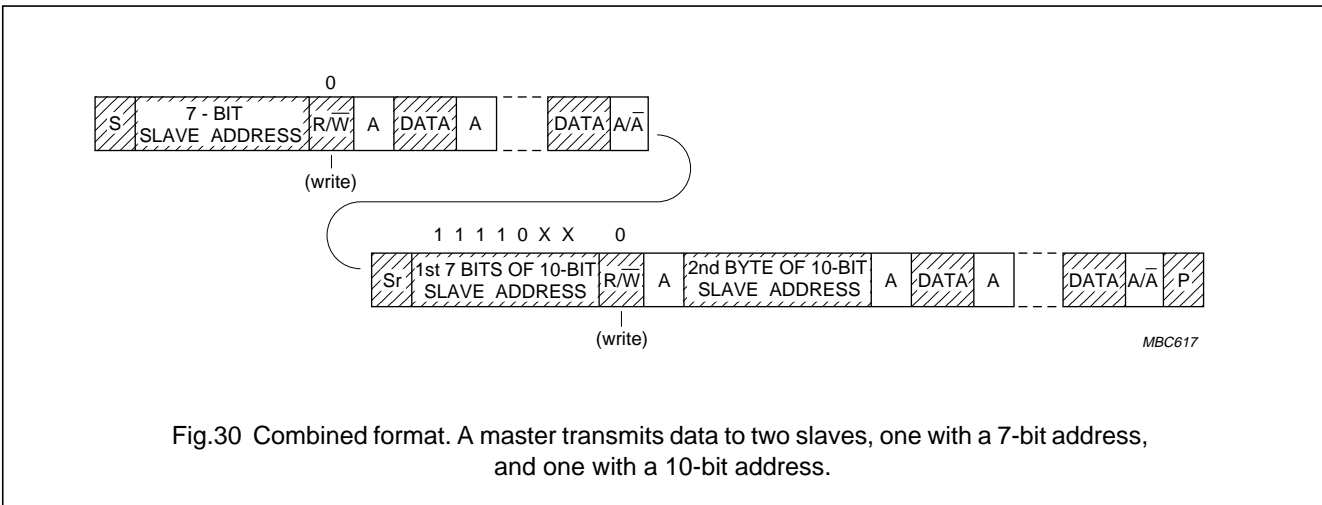 0
S 7 - BIT SLAVE ADDRESS R/W̅ A DATA A DATA A/A̅
(write)
1 1 1 1 0 X X 0
Sr 1st 7 BITS OF 10-BIT SLAVE ADDRESS R/W̅ A 2nd BYTE OF 10-BIT SLAVE ADDRESS A DATA A DATA A/A̅ P
(write)
MBC617
Fig.30 Combined format. A master transmits data to two slaves, one with a 7-bit address,
and one with a 10-bit address.